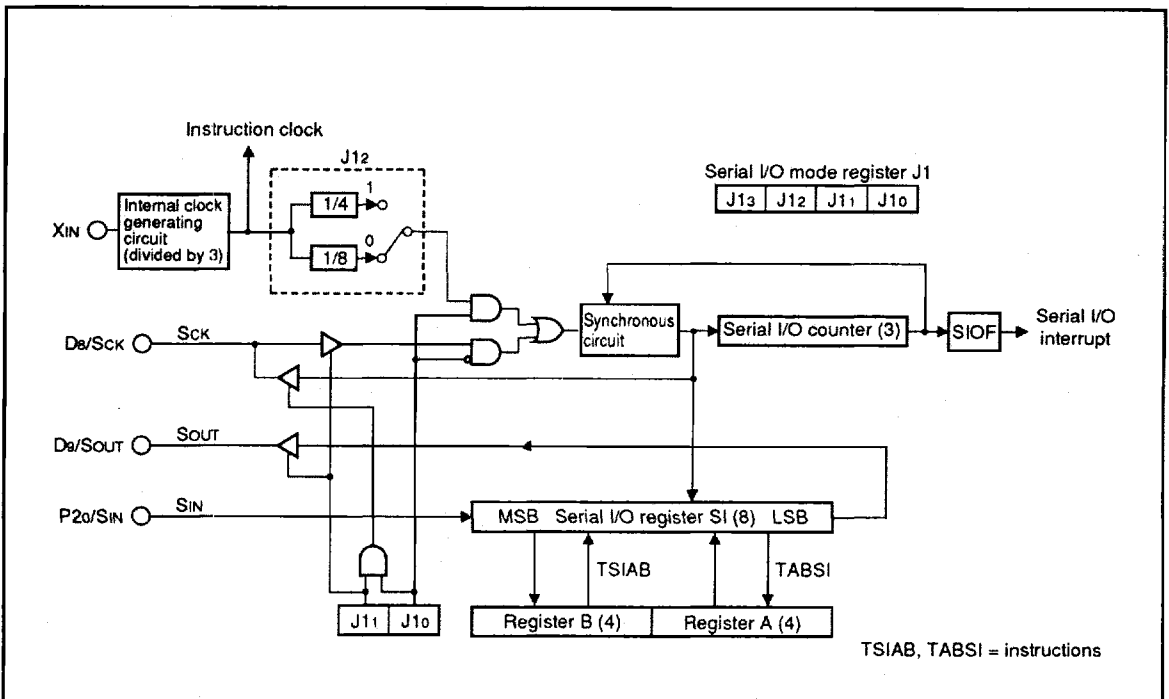 Instruction clock
J12
Serial I/O mode register J1
J13 J12 J11 J10
XIN
Internal clock
generating
circuit
(divided by 3)
1/4
1
1/8
0
D8/SCK
SCK
Synchronous
circuit
Serial I/O counter (3)
SIOF
Serial I/O
interrupt
D9/SOUT
SOUT
P20/SIN
SIN
MSB Serial I/O register SI (8) LSB
TSIAB
TABSI
J11 J10
Register B (4)
Register A (4)
TSIAB, TABSI = instructions